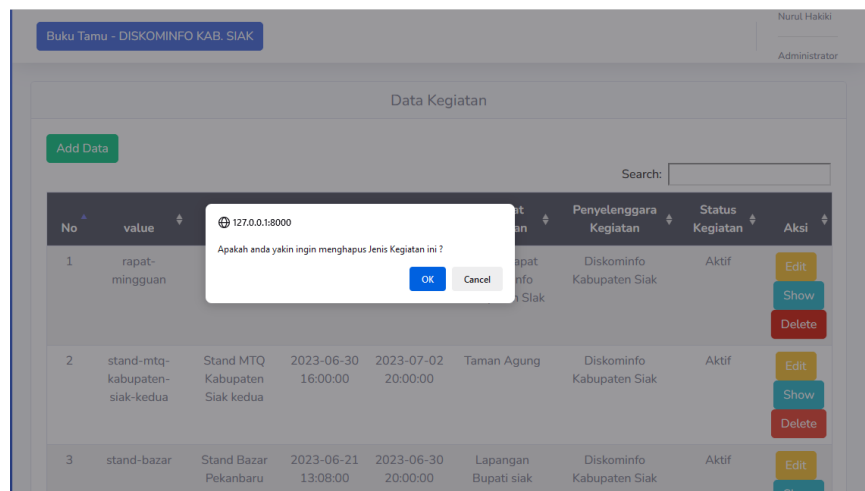 Nurul Hakiki
Buku Tamu - DISKOMINFO KAB. SIAK
Administrator
Data Kegiatan
Add Data
Search:
No
value
Penyelenggara
Kegiatan
Status
Kegiatan
Aksi
127.0.0.1:8000
Apakah anda yakin ingin menghapus Jenis Kegiatan ini ?
OK
Cancel
1
rapat-
mingguan
SIak
Diskominfo
Kabupaten Siak
Aktif
Edit
Show
Delete
2
stand-mtq-
kabupaten-
siak-kedua
Stand MTQ
Kabupaten
Siak kedua
2023-06-30
16:00:00
2023-07-02
20:00:00
Taman Agung
Diskominfo
Kabupaten Siak
Aktif
Edit
Show
Delete
3
stand-bazar
Stand Bazar
Pekanbaru
2023-06-21
13:08:00
2023-06-30
20:00:00
Lapangan
Bupati siak
Diskominfo
Kabupaten Siak
Aktif
Edit